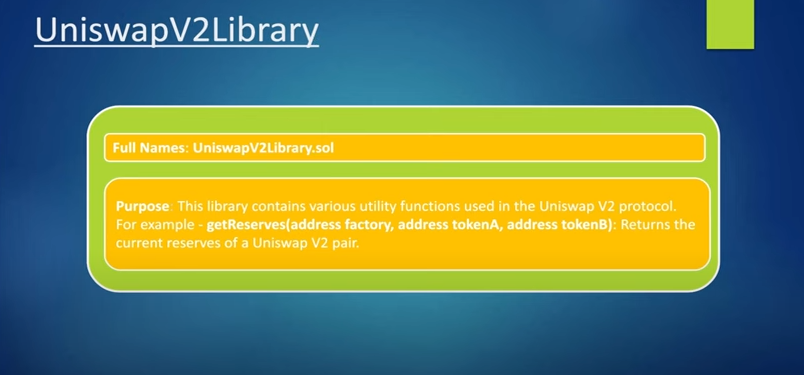 UniswapV2Library
Full Names: UniswapV2Library.sol
Purpose: This library contains various utility functions used in the Uniswap V2 protocol.
For example - getReserves(address factory, address tokenA, address tokenB): Returns the
current reserves of a Uniswap V2 pair.